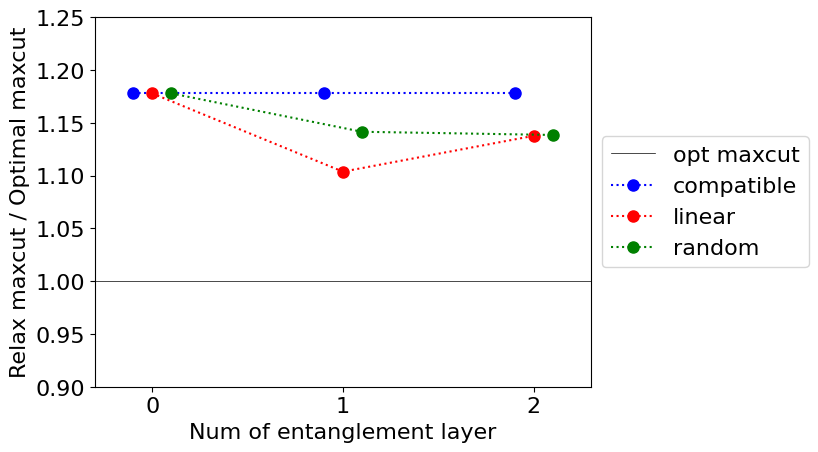 Relax maxcut / Optimal maxcut
1.25
1.20
1.15
1.10
1.05
1.00
0.95
0.90
0
1
2
Num of entanglement layer
opt maxcut
compatible
linear
random